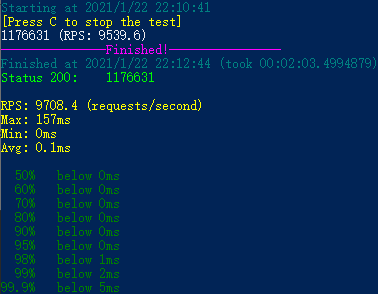 Starting at 2021/1/22 22:10:41
[Press C to stop the test]
1176631 (RPS: 9539.6)
---------------Finished!----------------
Finished at 2021/1/22 22:12:44 (took 00:02:03.4994879)
Status 200: 1176631
RPS: 9708.4 (requests/second)
Max: 157ms
Min: 0ms
Avg: 0.1ms
50% below 0ms
60% below 0ms
70% below 0ms
80% below 0ms
90% below 0ms
95% below 0ms
98% below 1ms
99% below 2ms
99.9% below 5ms